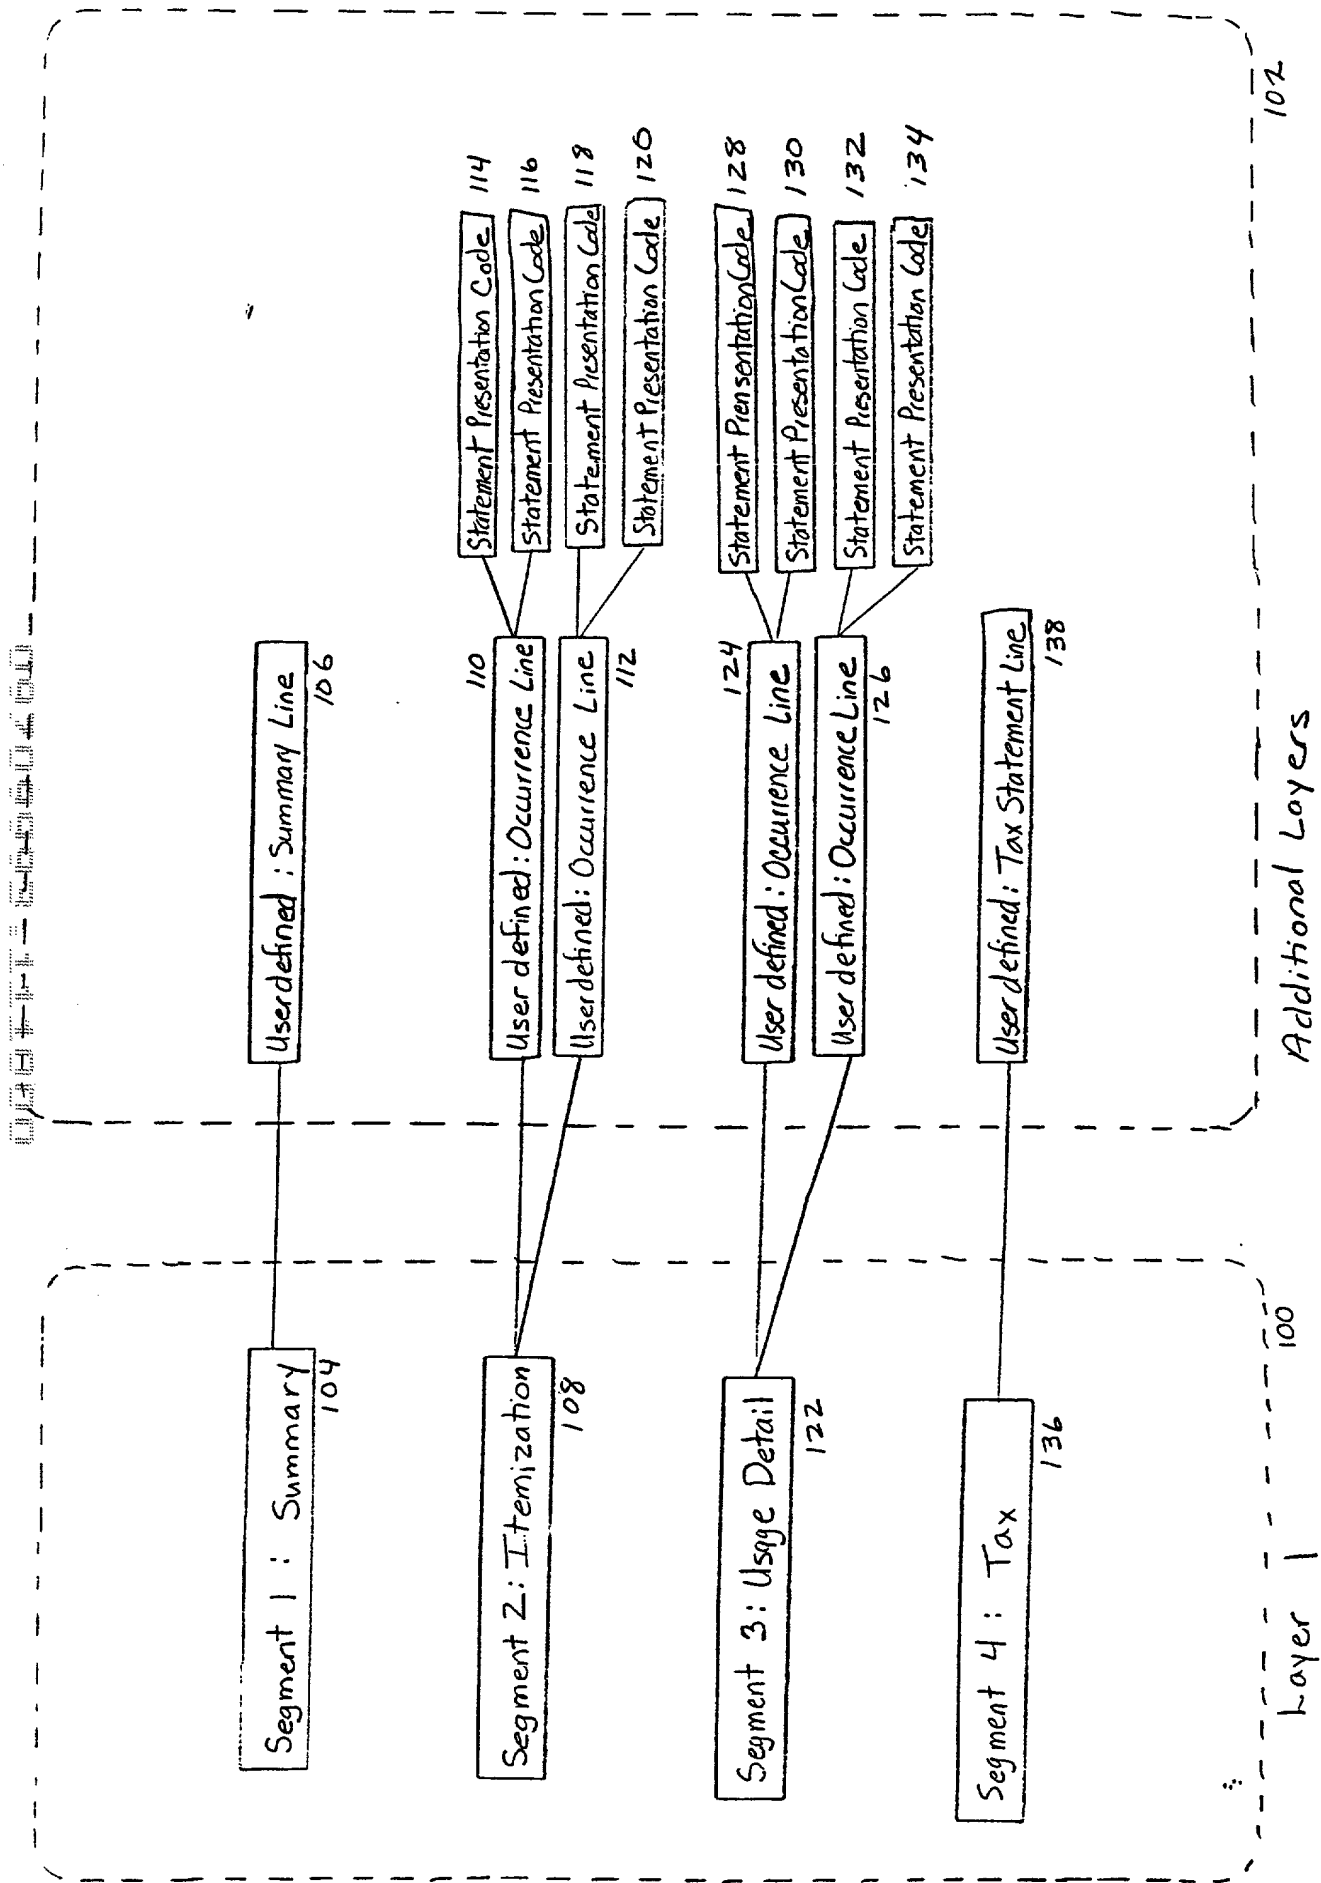 Segment 1 : Summary
104
User defined : Summary Line
106
Segment 2: Itemization
108
User defined: Occurrence Line
110
Statement Presentation Code
114
Statement Presentation Code
116
User defined: Occurrence Line
112
Statement Presentation Code
118
Statement Presentation Code
120
Segment 3: Usage Detail
122
User defined: Occurrence Line
124
Statement Prensentation Code
128
Statement Presentation Code
130
User defined: Occurrence Line
126
Statement Presentation Code
132
Statement Presentation Code
134
Segment 4 : Tax
136
User defined: Tax Statement Line
138
100
Layer 1
102
Additional Layers